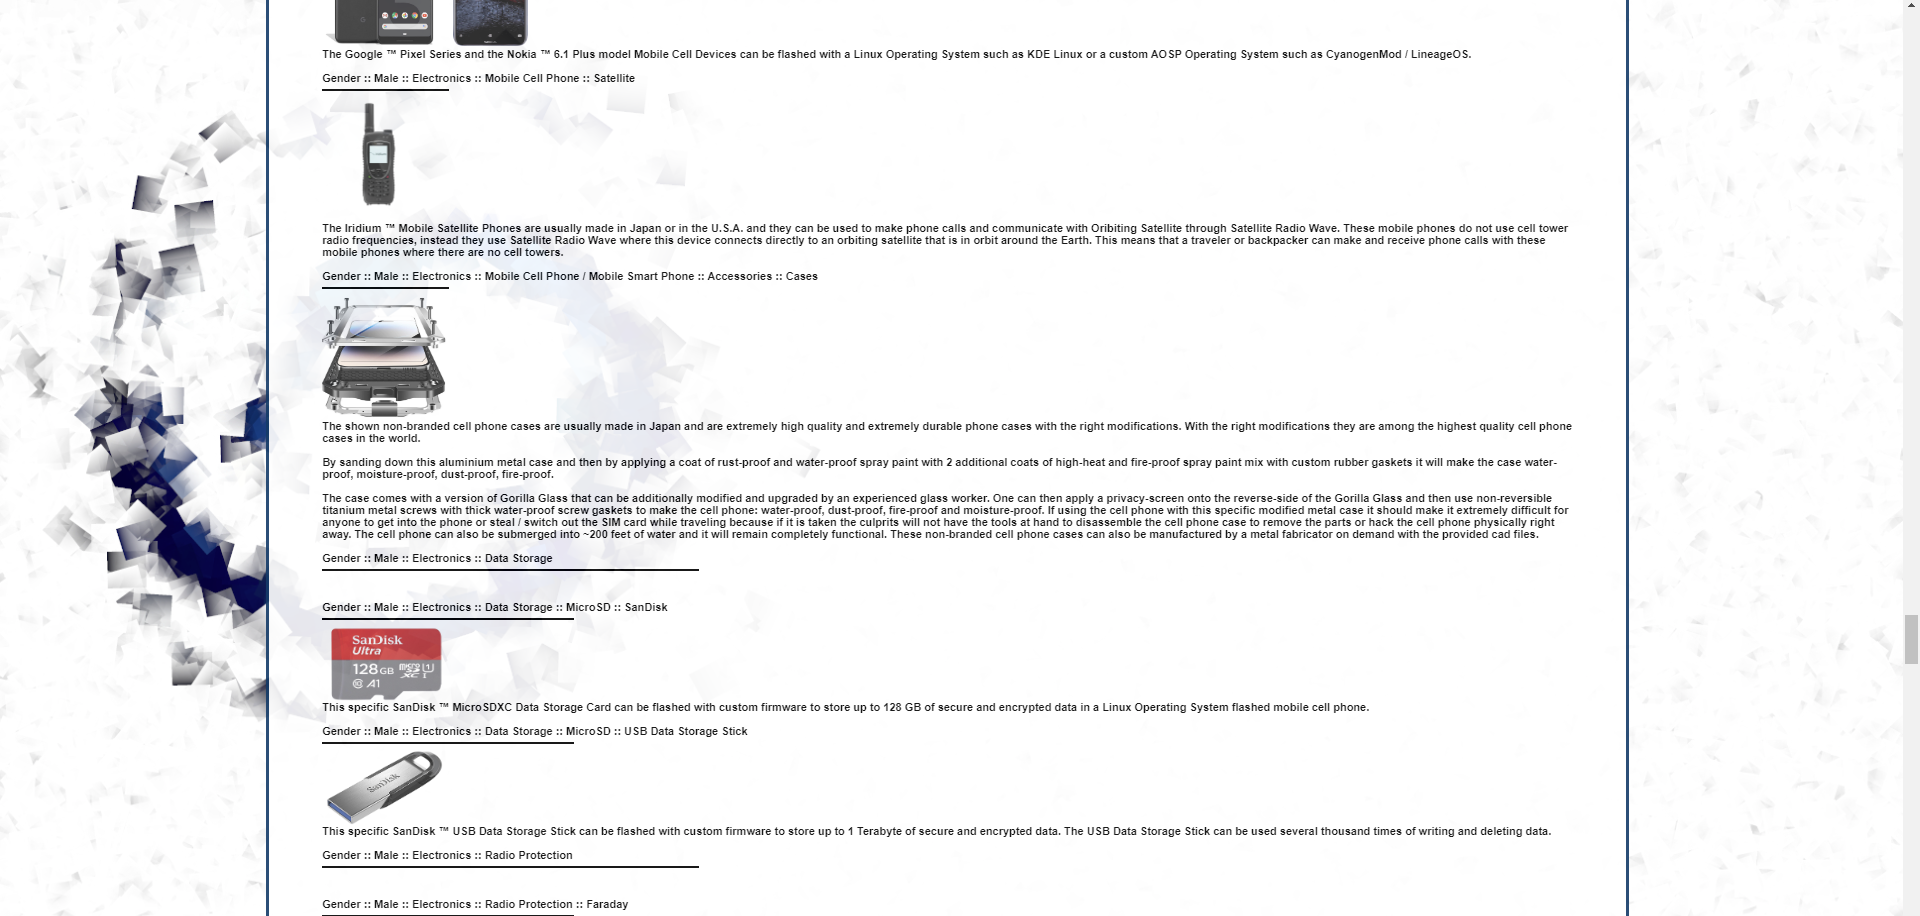 The Google ™ Pixel Series and the Nokia ™ 6.1 Plus model Mobile Cell Devices can be flashed with a Linux Operating System such as KDE Linux or a custom AOSP Operating System such as CyanogenMod / LineageOS.
Gender :: Male :: Electronics :: Mobile Cell Phone :: Satellite
The Iridium ™ Mobile Satellite Phones are usually made in Japan or in the U.S.A. and they can be used to make phone calls and communicate with Oribiting Satellite through Satellite Radio Wave. These mobile phones do not use cell tower
radio frequencies, instead they use Satellite Radio Wave where this device connects directly to an orbiting satellite that is in orbit around the Earth. This means that a traveler or backpacker can make and receive phone calls with these
mobile phones where there are no cell towers.
Gender :: Male :: Electronics :: Mobile Cell Phone / Mobile Smart Phone :: Accessories :: Cases
The shown non-branded cell phone cases are usually made in Japan and are extremely high quality and extremely durable phone cases with the right modifications. With the right modifications they are among the highest quality cell phone
cases in the world.
By sanding down this aluminium metal case and then by applying a coat of rust-proof and water-proof spray paint with 2 additional coats of high-heat and fire-proof spray paint mix with custom rubber gaskets it will make the case water-
proof, moisture-proof, dust-proof, fire-proof.
The case comes with a version of Gorilla Glass that can be additionally modified and upgraded by an experienced glass worker. One can then apply a privacy-screen onto the reverse-side of the Gorilla Glass and then use non-reversible
titanium metal screws with thick water-proof screw gaskets to make the cell phone: water-proof, dust-proof, fire-proof and moisture-proof. If using the cell phone with this specific modified metal case it should make it extremely difficult for
anyone to get into the phone or steal / switch out the SIM card while traveling because if it is taken the culprits will not have the tools at hand to disassemble the cell phone case to remove the parts or hack the cell phone physically right
away. The cell phone can also be submerged into ~200 feet of water and it will remain completely functional. These non-branded cell phone cases can also be manufactured by a metal fabricator on demand with the provided cad files.
Gender :: Male :: Electronics :: Data Storage
Gender :: Male :: Electronics :: Data Storage :: MicroSD :: SanDisk
SanDisk
Ultra
128 GB micro SD XC I U1
C10 A1
This specific SanDisk ™ MicroSDXC Data Storage Card can be flashed with custom firmware to store up to 128 GB of secure and encrypted data in a Linux Operating System flashed mobile cell phone.
Gender :: Male :: Electronics :: Data Storage :: MicroSD :: USB Data Storage Stick
SanDisk
This specific SanDisk ™ USB Data Storage Stick can be flashed with custom firmware to store up to 1 Terabyte of secure and encrypted data. The USB Data Storage Stick can be used several thousand times of writing and deleting data.
Gender :: Male :: Electronics :: Radio Protection
Gender :: Male :: Electronics :: Radio Protection :: Faraday